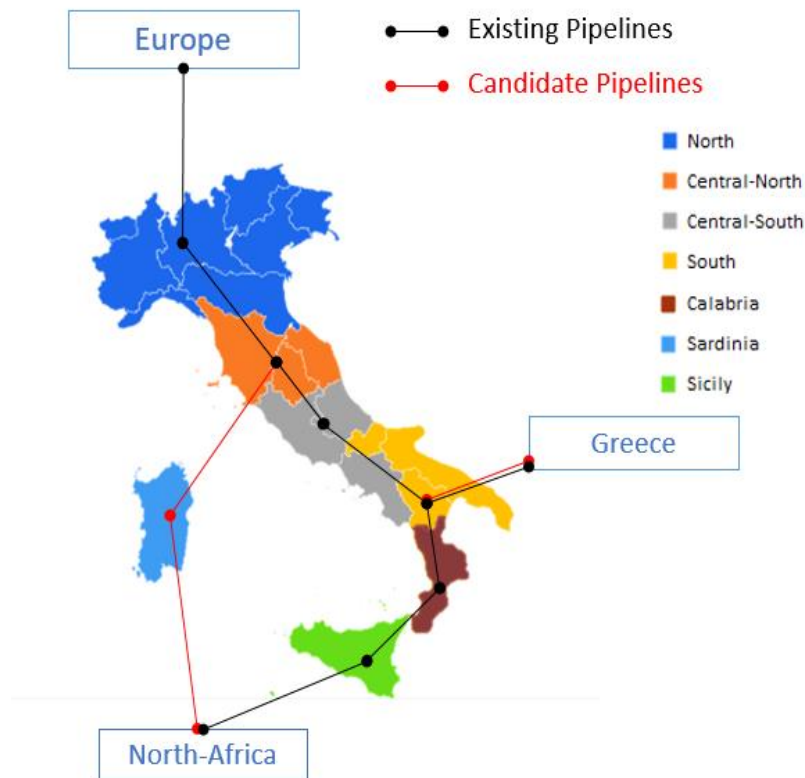 Europe
Existing Pipelines
Candidate Pipelines
North
Central-North
Central-South
South
Calabria
Sardinia
Sicily
Greece
North-Africa